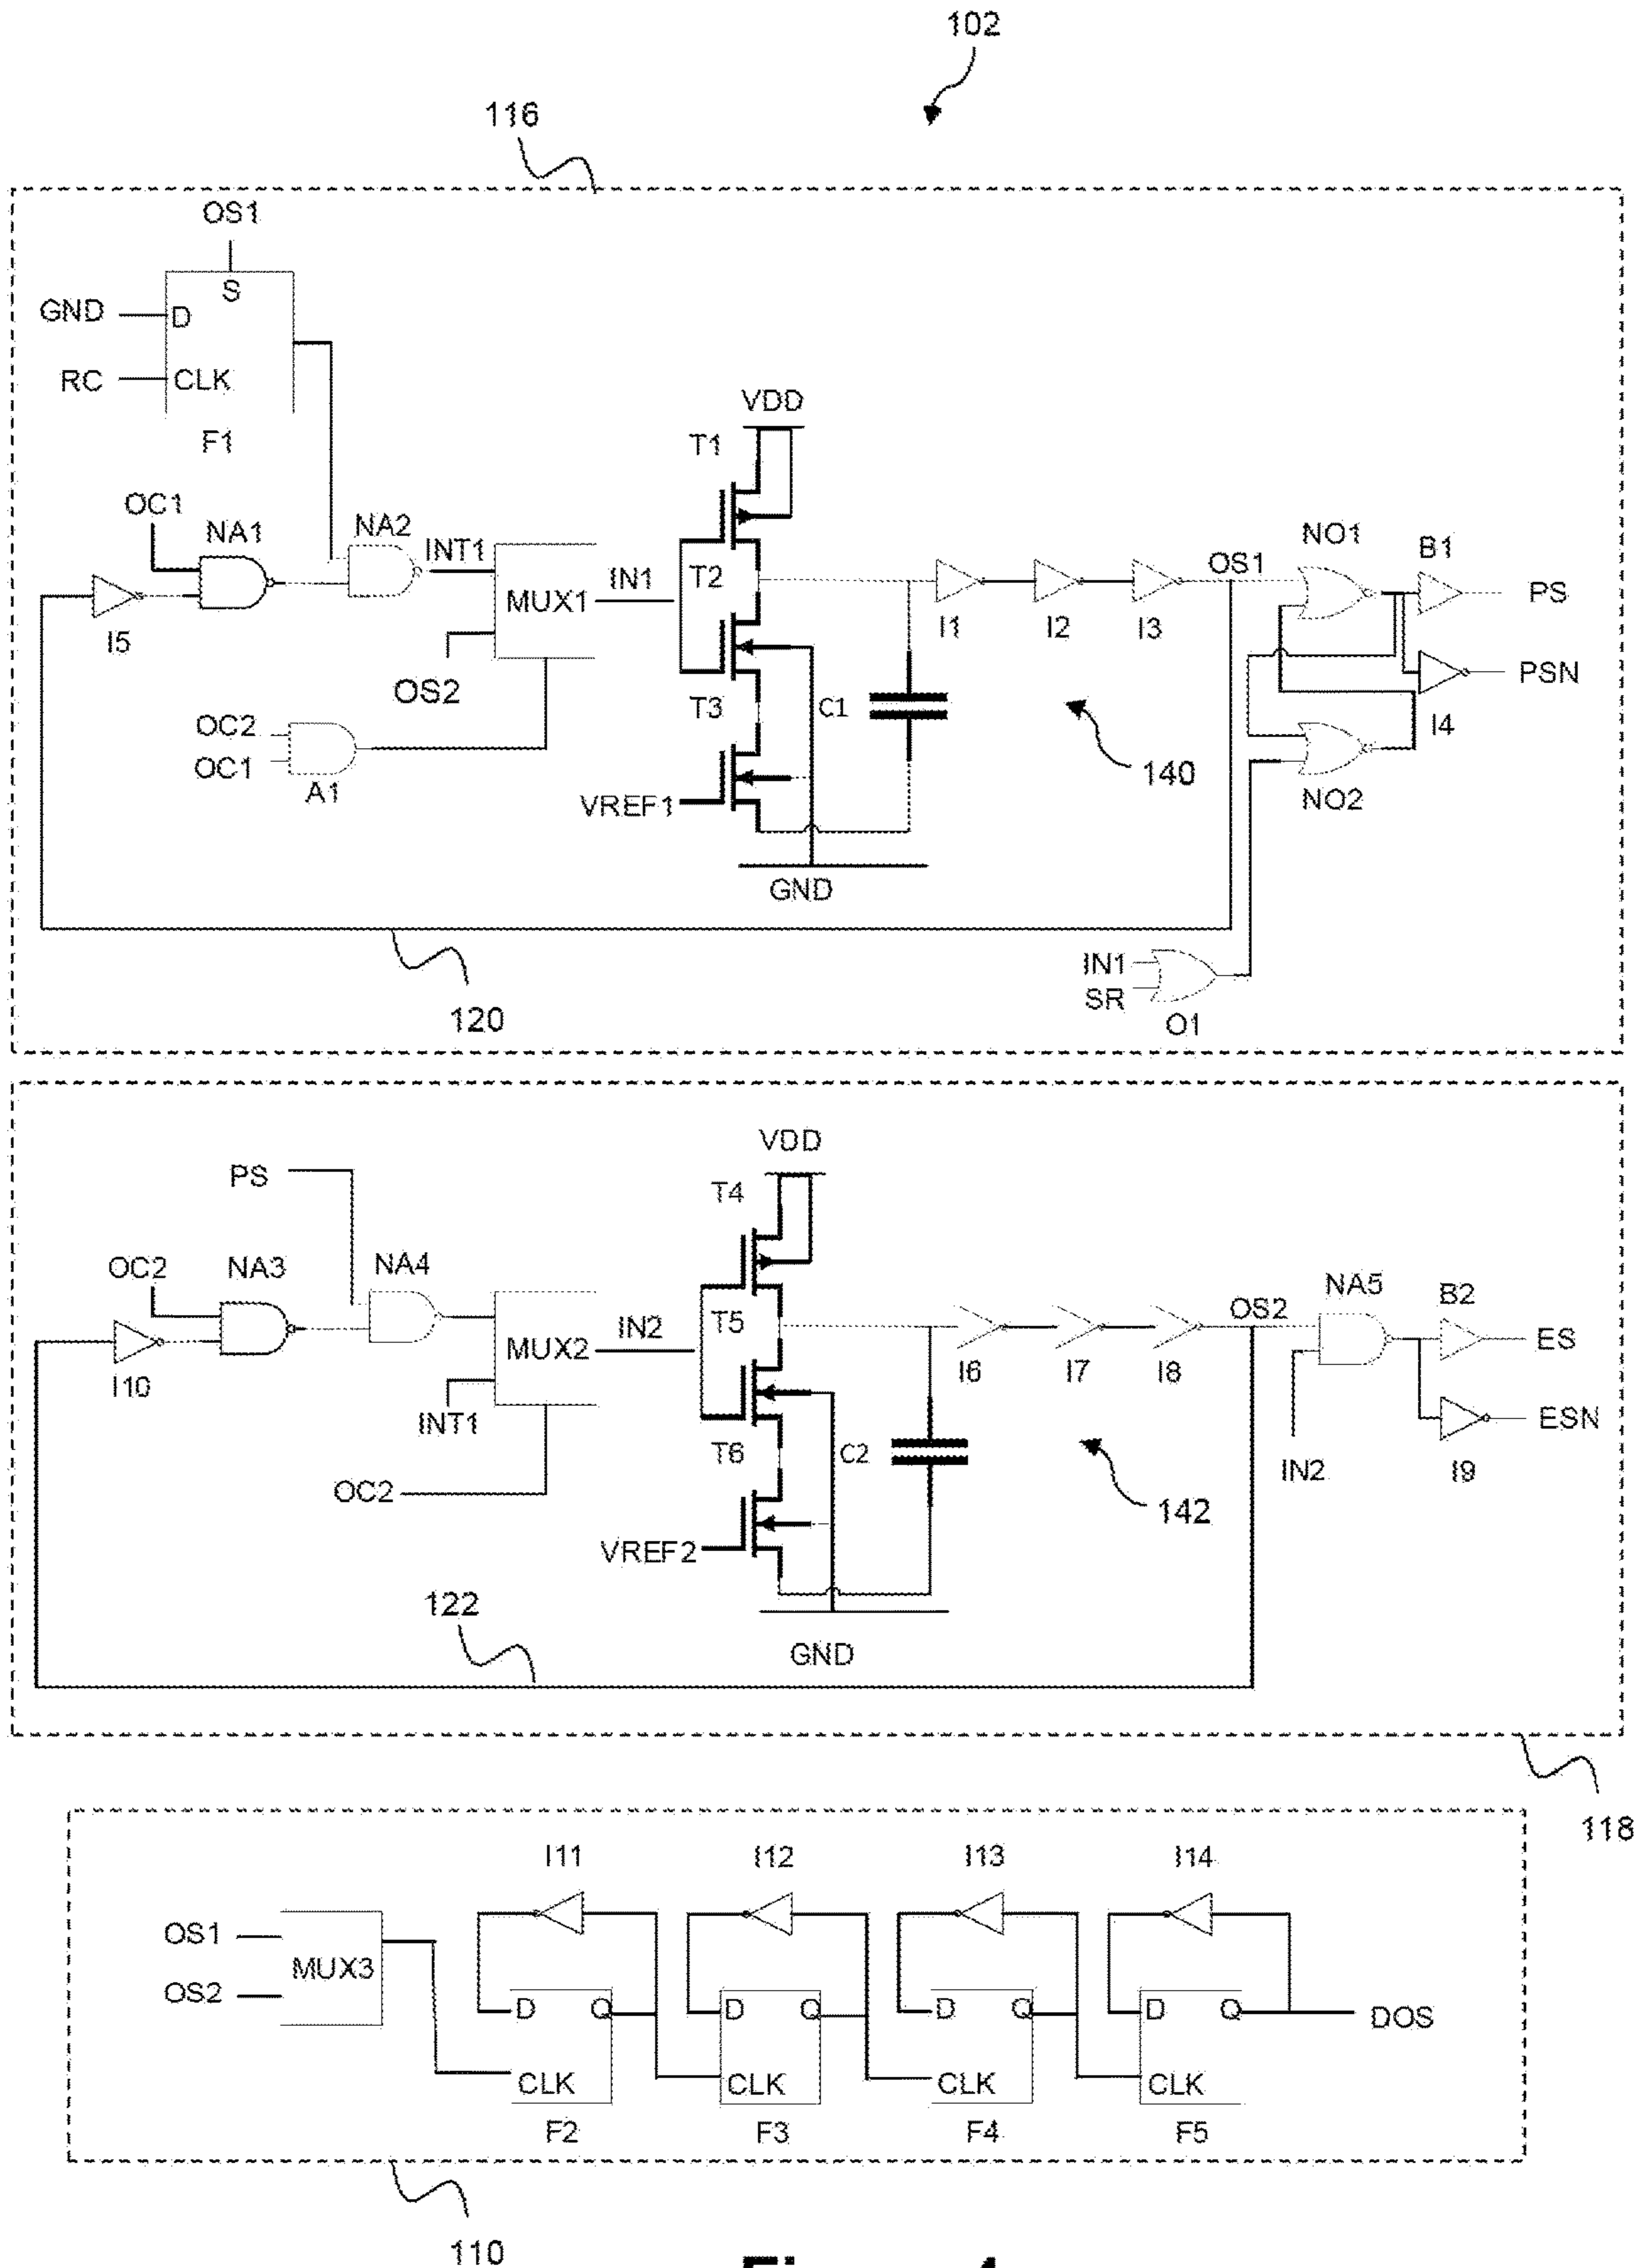 102
116
OS1
S
GND
D
RC
CLK
F1
VDD
T1
OC1
NA1
NA2
INT1
MUX1
IN1
T2
I5
OS2
T3
C1
OC2
OC1
A1
VREF1
GND
I1
I2
I3
OS1
NO1
B1
PS
PSN
I4
NO2
140
IN1
SR
O1
120
VDD
PS
T4
OC2
NA3
NA4
MUX2
IN2
T5
I10
INT1
T6
C2
OC2
VREF2
GND
I6
I7
I8
OS2
NA5
B2
ES
ESN
IN2
I9
142
122
118
I11
I12
I13
I14
OS1
MUX3
OS2
D
Q
D
Q
D
Q
D
Q
DOS
CLK
CLK
CLK
CLK
F2
F3
F4
F5
110